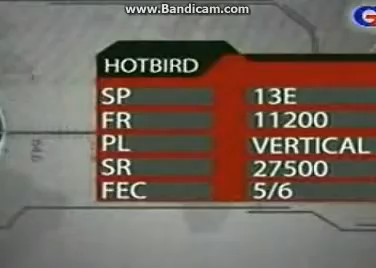 www.Bandicam.com
HOTBIRD
SP 13E
FR 11200
PL VERTICAL
SR 27500
FEC 5/6